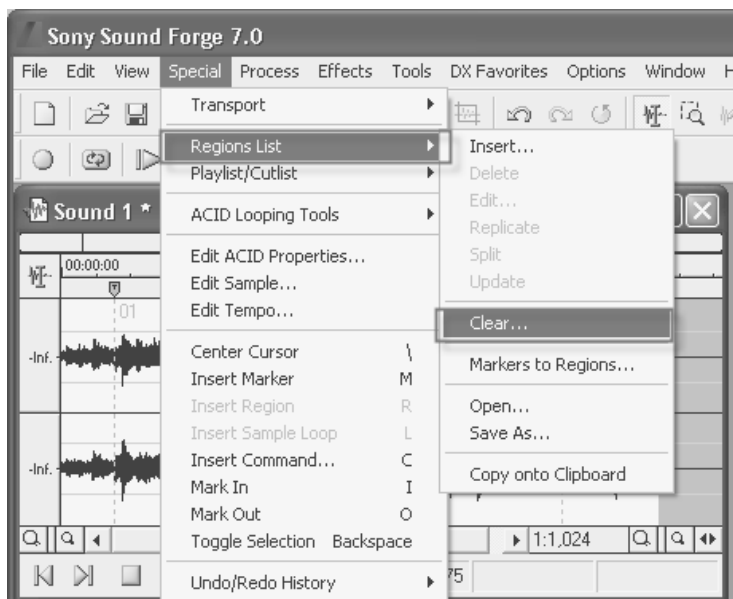 Sony Sound Forge 7.0
File Edit View Special Process Effects Tools DX Favorites Options Window H
Transport
Regions List
Playlist/Cutlist
ACID Looping Tools
Edit ACID Properties...
Edit Sample...
Edit Tempo...
Center Cursor \
Insert Marker M
Insert Region R
Insert Sample Loop L
Insert Command... C
Mark In I
Mark Out O
Toggle Selection Backspace
Undo/Redo History
Insert...
Delete
Edit...
Replicate
Split
Update
Clear...
Markers to Regions...
Open...
Save As...
Copy onto Clipboard
Sound 1 *
00:00:00
01
-Inf.
-Inf.
1:1,024
75